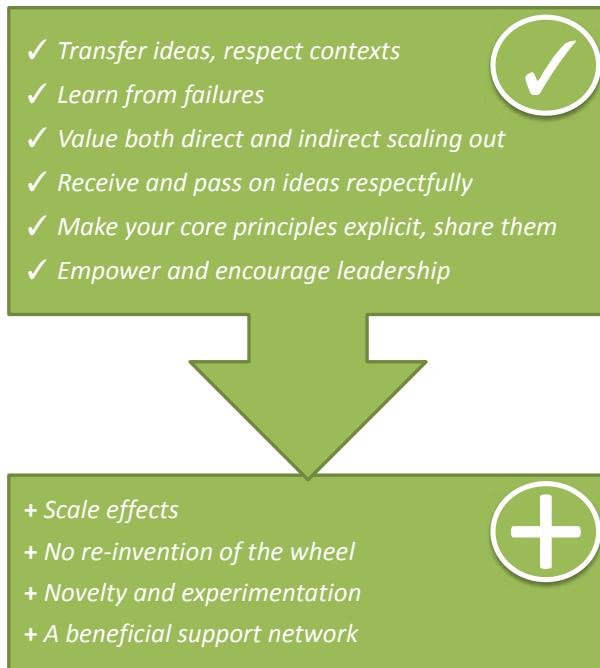 ✓ Transfer ideas, respect contexts
✓ Learn from failures
✓ Value both direct and indirect scaling out
✓ Receive and pass on ideas respectfully
✓ Make your core principles explicit, share them
✓ Empower and encourage leadership
+ Scale effects
+ No re-invention of the wheel
+ Novelty and experimentation
+ A beneficial support network